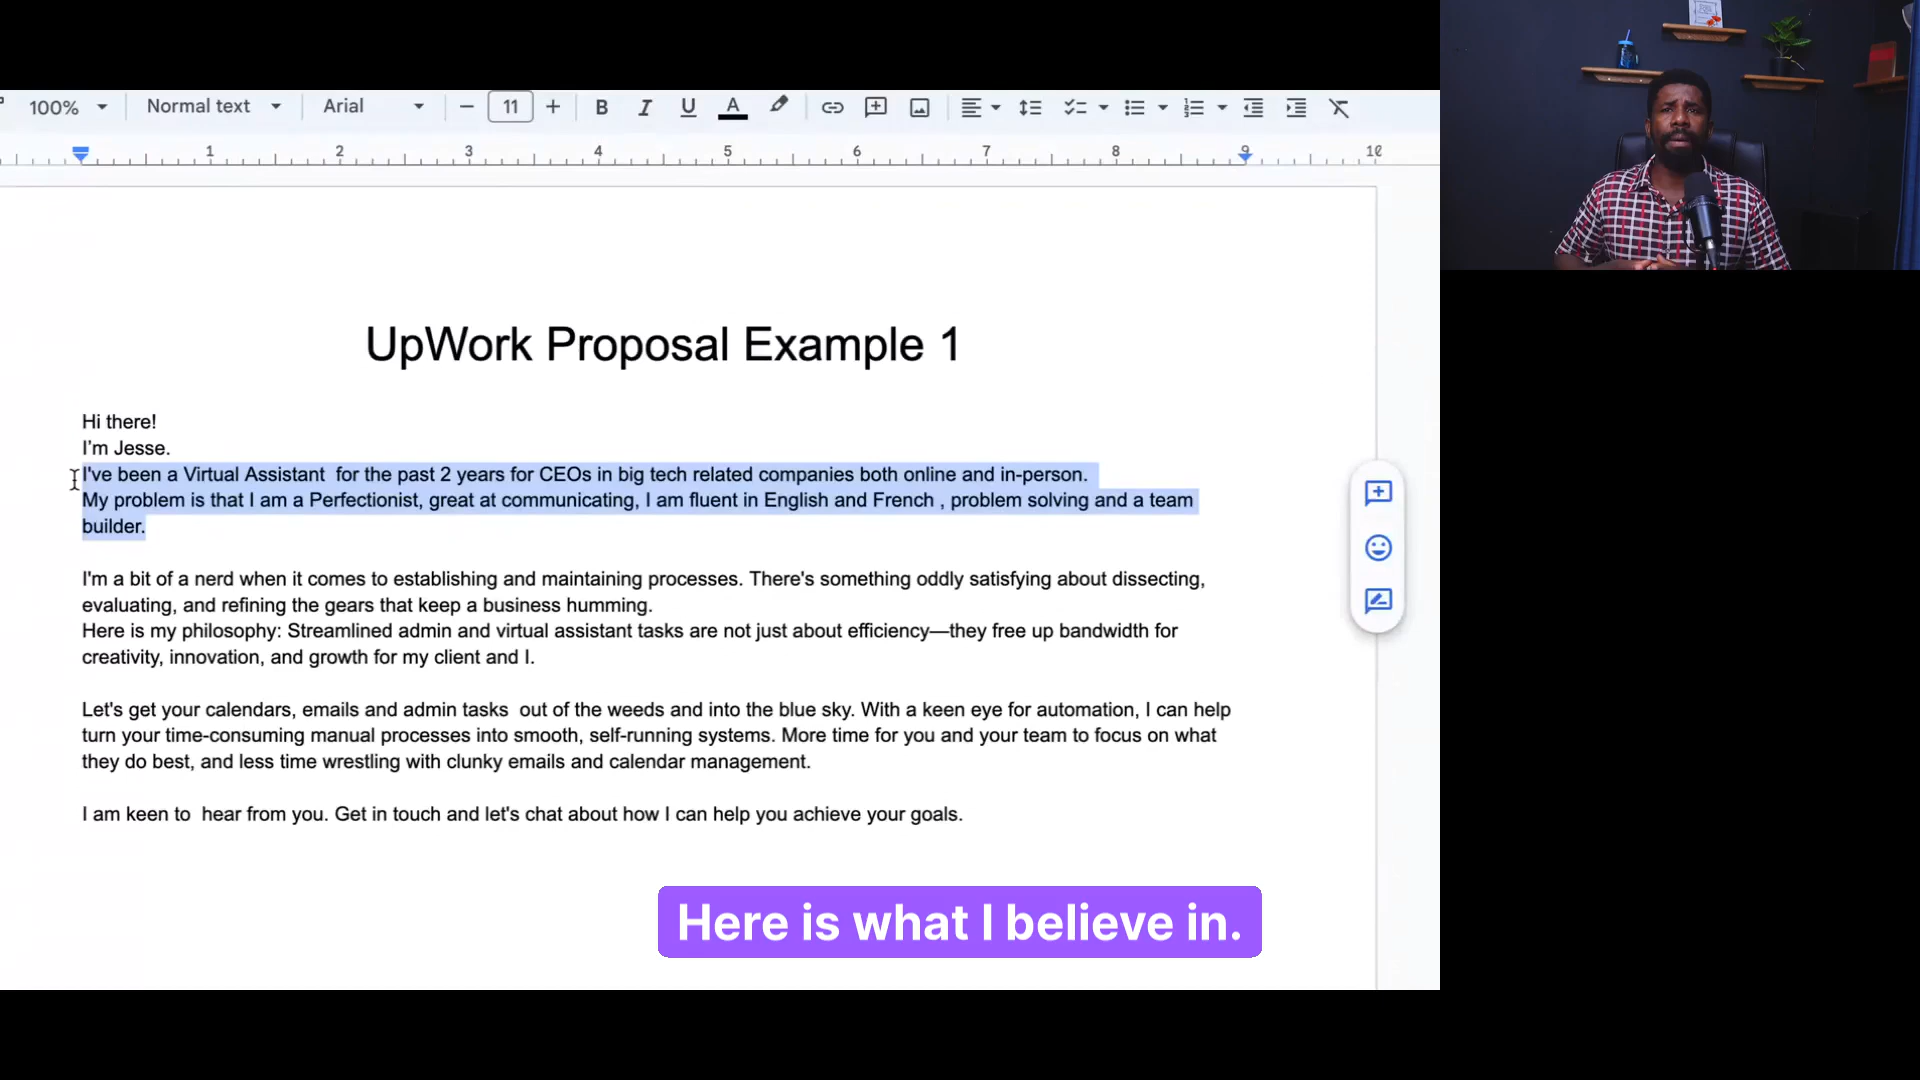 100% Normal text Arial 11 B I U A
1 2 3 4 5 6 7 8 9 10
UpWork Proposal Example 1
Hi there!
I'm Jesse.
I've been a Virtual Assistant  for the past 2 years for CEOs in big tech related companies both online and in-person.
My problem is that I am a Perfectionist, great at communicating, I am fluent in English and French , problem solving and a team
builder.
I'm a bit of a nerd when it comes to establishing and maintaining processes. There's something oddly satisfying about dissecting,
evaluating, and refining the gears that keep a business humming.
Here is my philosophy: Streamlined admin and virtual assistant tasks are not just about efficiency—they free up bandwidth for
creativity, innovation, and growth for my client and I.
Let's get your calendars, emails and admin tasks  out of the weeds and into the blue sky. With a keen eye for automation, I can help
turn your time-consuming manual processes into smooth, self-running systems. More time for you and your team to focus on what
they do best, and less time wrestling with clunky emails and calendar management.
I am keen to  hear from you. Get in touch and let's chat about how I can help you achieve your goals.
Here is what I believe in.